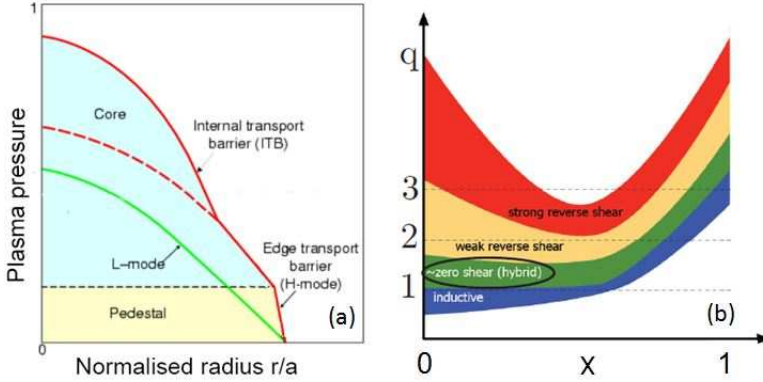 1
Plasma pressure
Core
Internal transport
barrier (ITB)
L-mode
Edge transport
barrier
(H-mode)
Pedestal
(a)
0
0
Normalised radius r/a
q
3
strong reverse shear
2
weak reverse shear
~zero shear (hybrid)
1
inductive
(b)
0
X
1